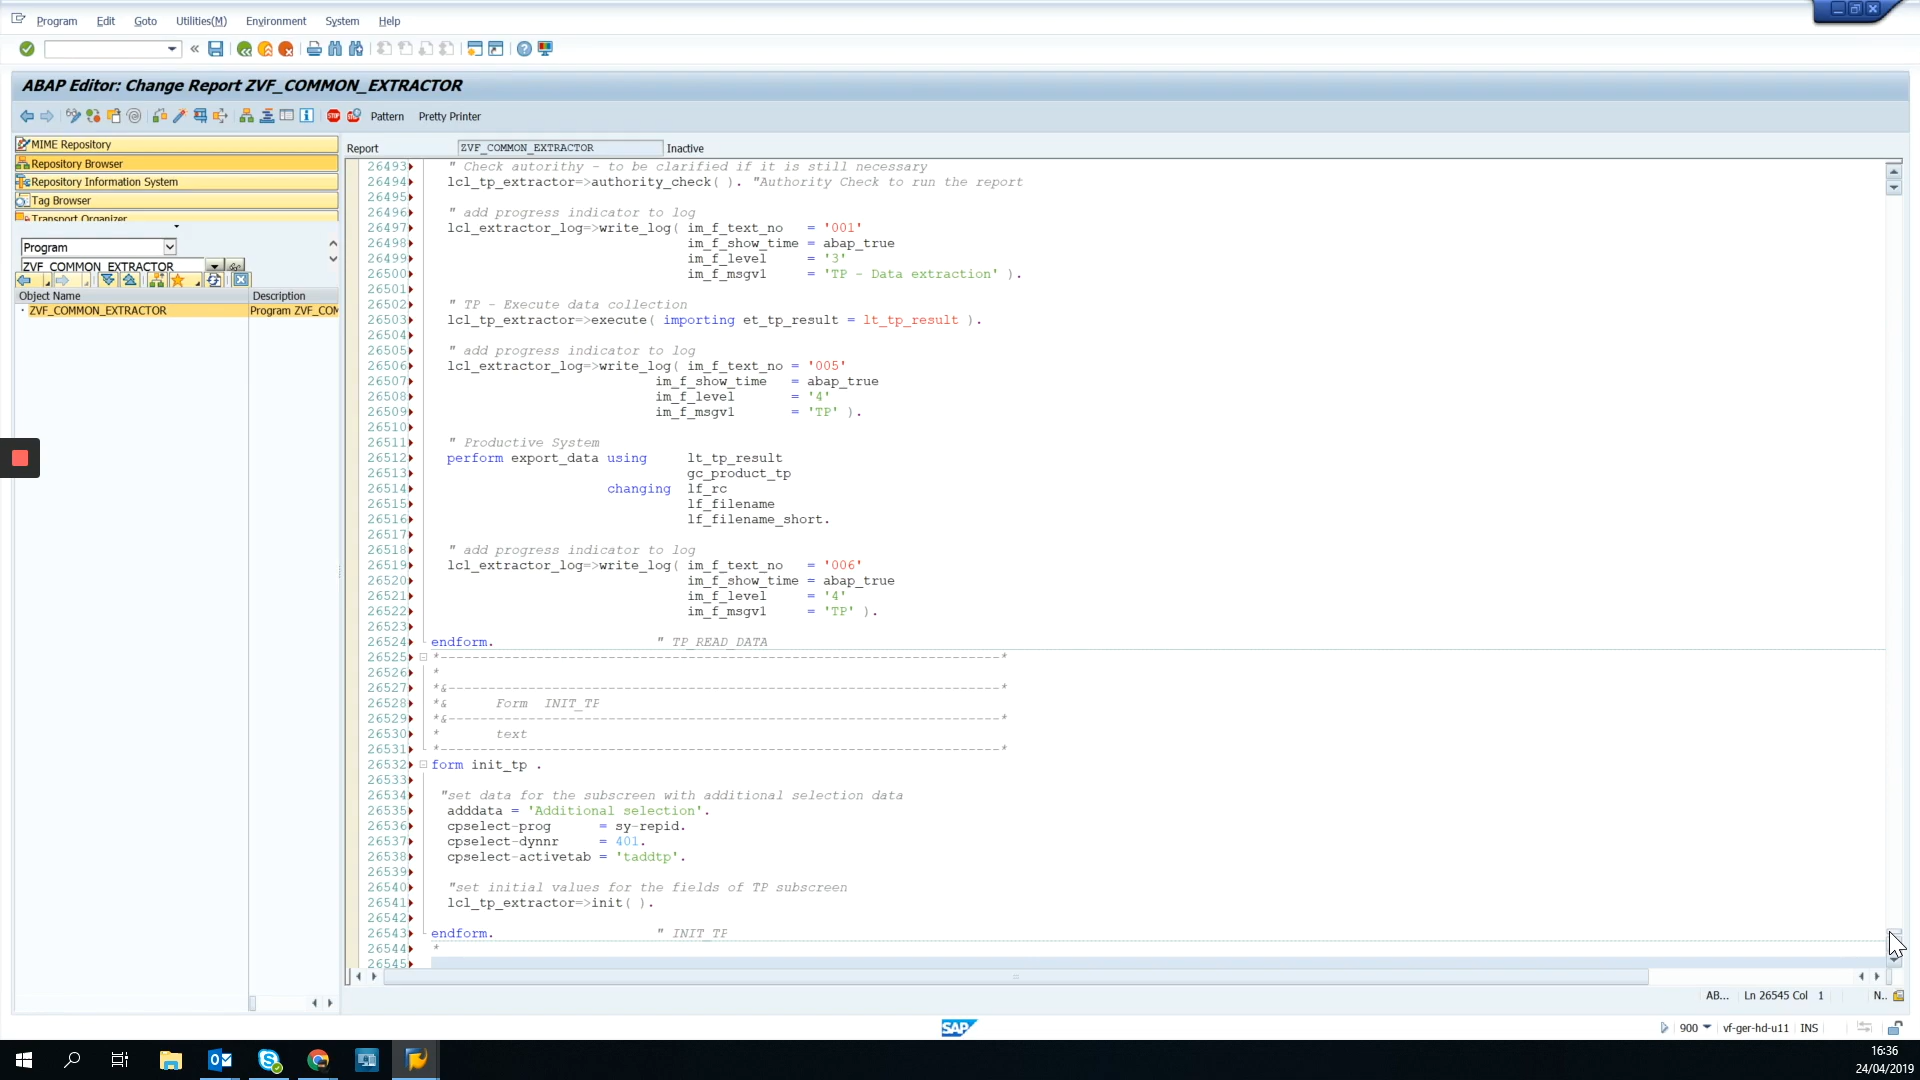 Program Edit Goto Utilities(M) Environment System Help
ABAP Editor: Change Report ZVF_COMMON_EXTRACTOR
Pattern Pretty Printer
MIME Repository
Repository Browser
Repository Information System
Tag Browser
Transport Organizer
Program
ZVF_COMMON_EXTRACTOR
Object Name Description
ZVF_COMMON_EXTRACTOR Program ZVF_COM
Report ZVF_COMMON_EXTRACTOR Inactive
26493 " Check autorithy - to be clarified if it is still necessary
26494 lcl_tp_extractor=>authority_check( ). "Authority Check to run the report
26495
26496 " add progress indicator to log
26497 lcl_extractor_log=>write_log( im_f_text_no = '001'
26498 im_f_show_time = abap_true
26499 im_f_level = '3'
26500 im_f_msgv1 = 'TP - Data extraction' ).
26501
26502 " TP - Execute data collection
26503 lcl_tp_extractor=>execute( importing et_tp_result = lt_tp_result ).
26504
26505 " add progress indicator to log
26506 lcl_extractor_log=>write_log( im_f_text_no = '005'
26507 im_f_show_time = abap_true
26508 im_f_level = '4'
26509 im_f_msgv1 = 'TP' ).
26510
26511 " Productive System
26512 perform export_data using lt_tp_result
26513 gc_product_tp
26514 changing lf_rc
26515 lf_filename
26516 lf_filename_short.
26517
26518 " add progress indicator to log
26519 lcl_extractor_log=>write_log( im_f_text_no = '006'
26520 im_f_show_time = abap_true
26521 im_f_level = '4'
26522 im_f_msgv1 = 'TP' ).
26523
26524 endform. " TP_READ_DATA
26525 *----------------------------------------------------------------------*
26526 *
26527 *&---------------------------------------------------------------------*
26528 *& Form INIT_TP
26529 *&---------------------------------------------------------------------*
26530 * text
26531 *----------------------------------------------------------------------*
26532 form init_tp .
26533
26534 "set data for the subscreen with additional selection data
26535 adddata = 'Additional selection'.
26536 cpselect-prog = sy-repid.
26537 cpselect-dynnr = 401.
26538 cpselect-activetab = 'taddtp'.
26539
26540 "set initial values for the fields of TP subscreen
26541 lcl_tp_extractor=>init( ).
26542
26543 endform. " INIT_TP
26544 *
26545
AB... Ln 26545 Col 1 N..
SAP
900 vf-ger-hd-u11 INS
16:36
24/04/2019